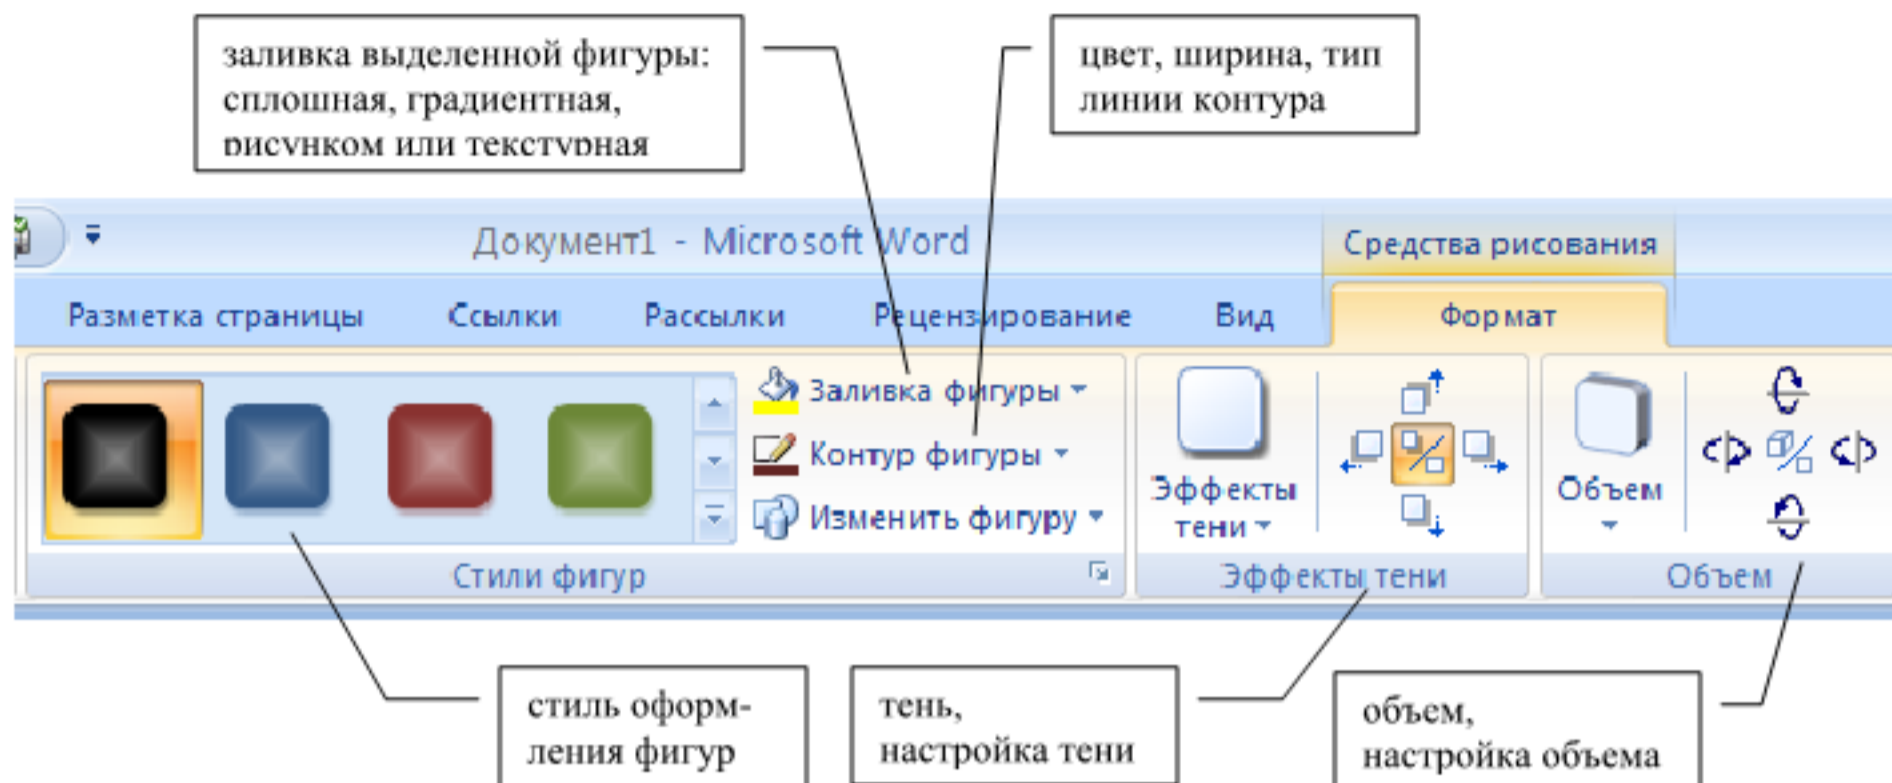 заливка выделенной фигуры:
сплошная, градиентная,
рисунком или текстурная
цвет, ширина, тип
линии контура
Документ1 - Microsoft Word
Средства рисования
Разметка страницы
Ссылки
Рассылки
Рецензирование
Вид
Формат
Заливка фигуры
Контур фигуры
Изменить фигуру
Эффекты
тени
Объем
Стили фигур
Эффекты тени
Объем
стиль оформ-
ления фигур
тень,
настройка тени
объем,
настройка объема